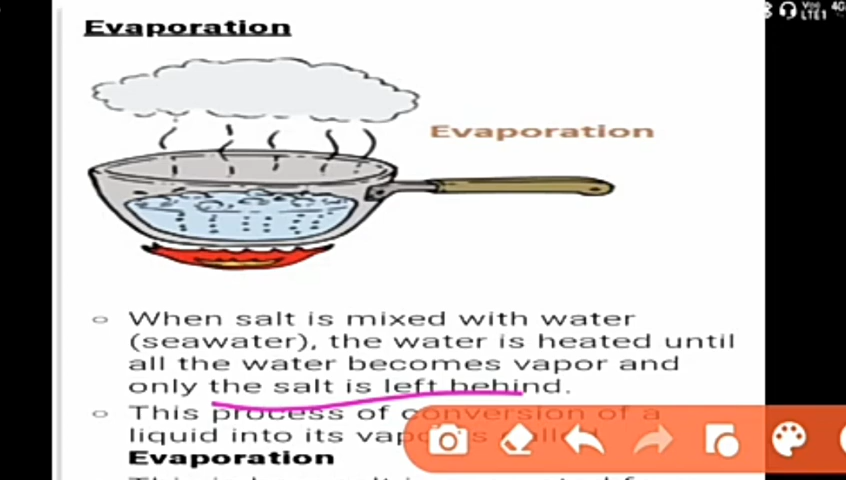 Evaporation
Evaporation
When salt is mixed with water
(seawater), the water is heated until
all the water becomes vapor and
only the salt is left behind.
This process of conversion of a
liquid into its
Evaporation
LTE1